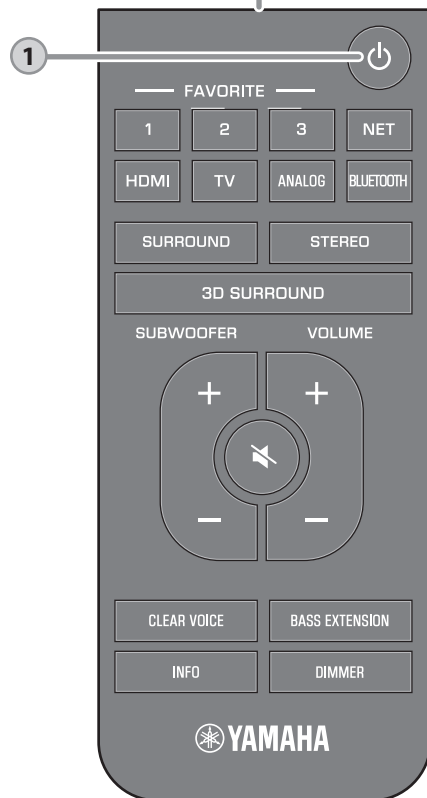 1
FAVORITE
1 2 3 NET
HDMI TV ANALOG BLUETOOTH
SURROUND STEREO
3D SURROUND
SUBWOOFER VOLUME
+ +
− −
CLEAR VOICE BASS EXTENSION
INFO DIMMER
YAMAHA